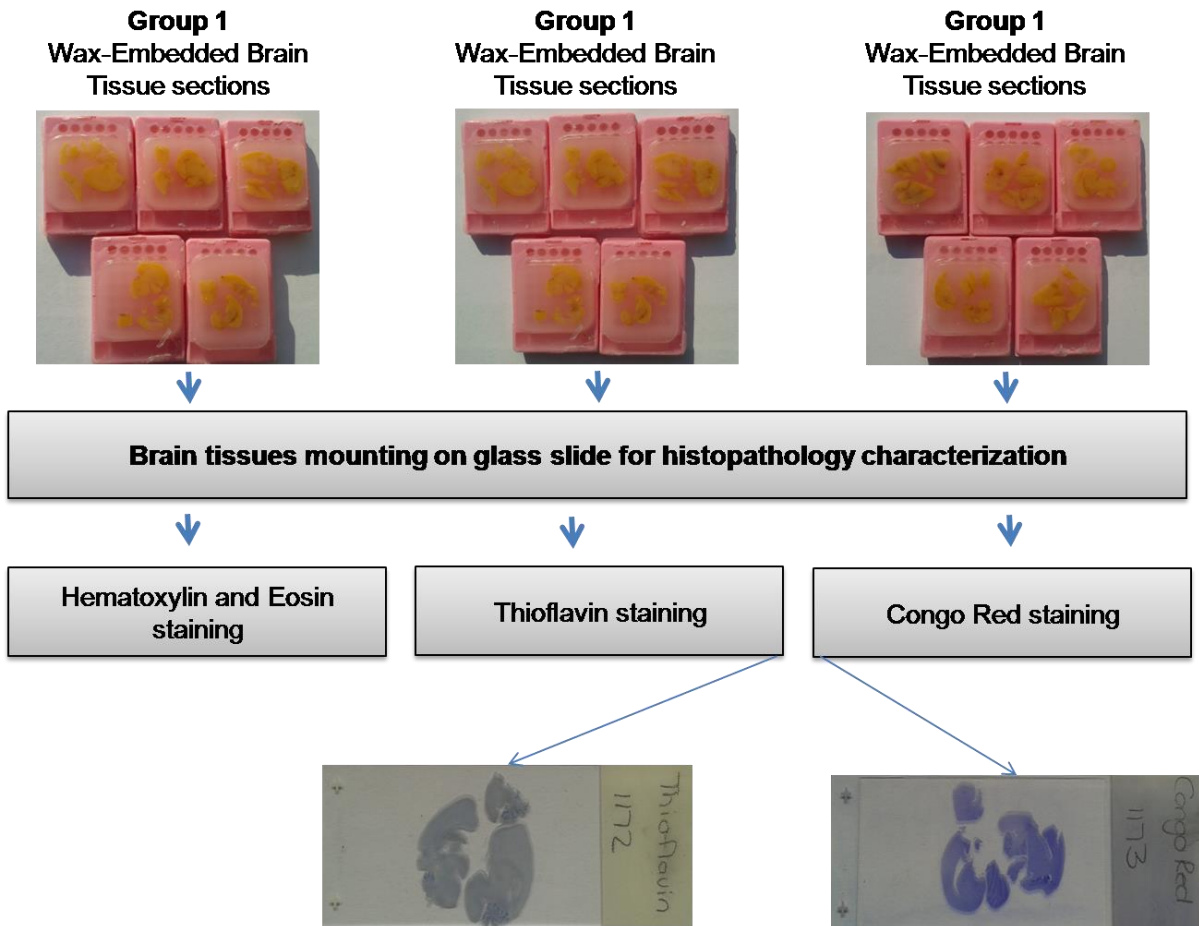 Group 1
Wax-Embedded Brain
Tissue sections
Group 1
Wax-Embedded Brain
Tissue sections
Group 1
Wax-Embedded Brain
Tissue sections
Brain tissues mounting on glass slide for histopathology characterization
Hematoxylin and Eosin
staining
Thioflavin staining
Congo Red staining
Thioflavin
1172
Congo Red
1173